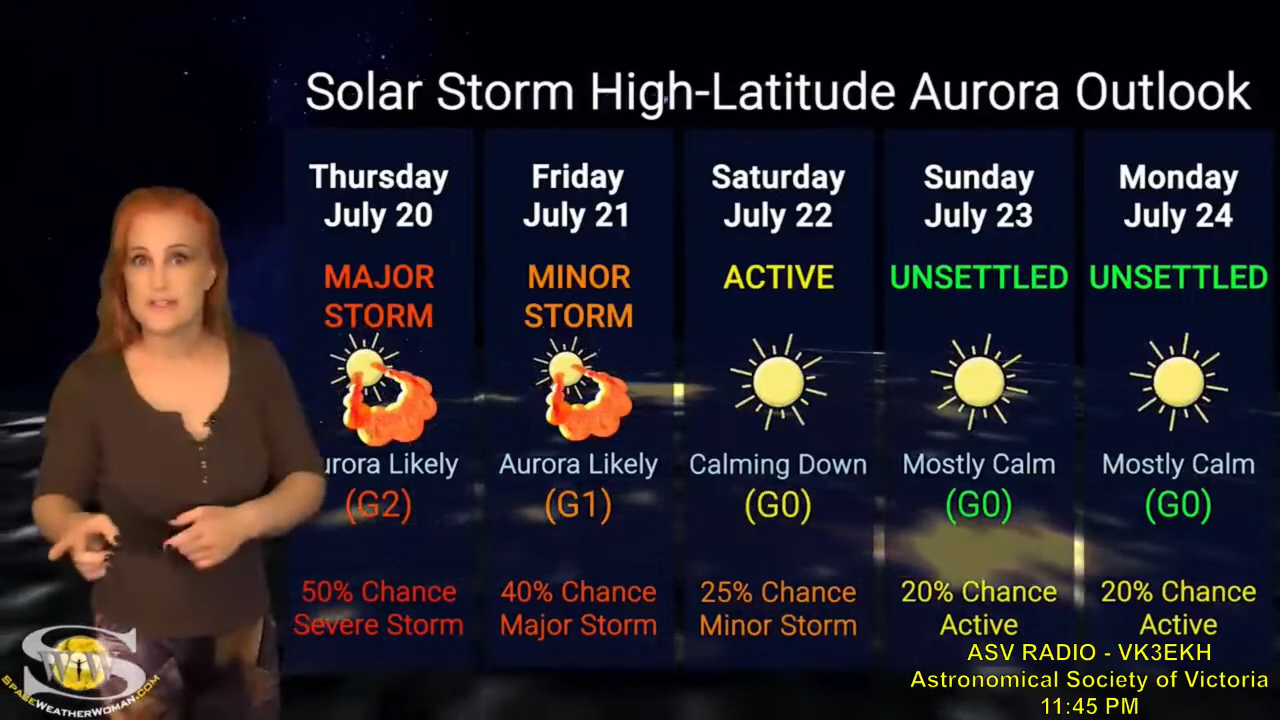 Solar Storm High-Latitude Aurora Outlook
Thursday
July 20
MAJOR
STORM
urora Likely
(G2)
50% Chance
Severe Storm
Friday
July 21
MINOR
STORM
Aurora Likely
(G1)
40% Chance
Major Storm
Saturday
July 22
ACTIVE
Calming Down
(G0)
25% Chance
Minor Storm
Sunday
July 23
UNSETTLED
Mostly Calm
(G0)
20% Chance
Active
Monday
July 24
UNSETTLED
Mostly Calm
(G0)
20% Chance
Active
SWW
SPACEWEATHERWOMAN.COM
ASV RADIO - VK3EKH
Astronomical Society of Victoria
11:45 PM